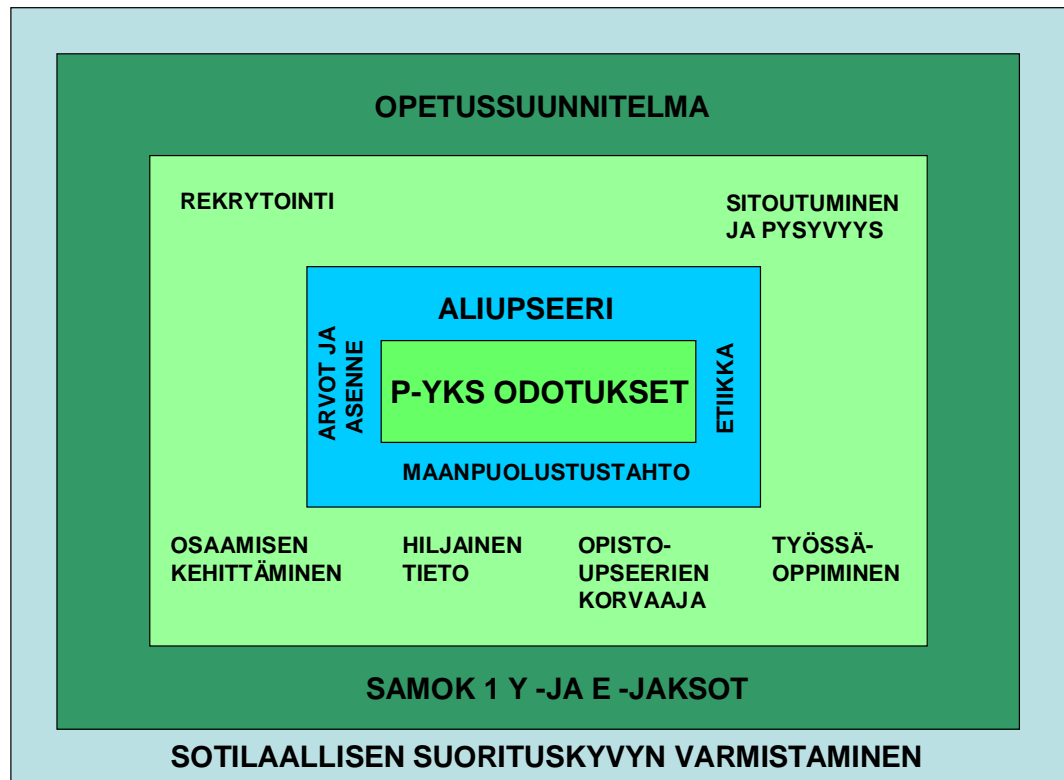 OPETUSSUUNNITELMA
REKRYTOINTI
SITOUTUMINEN
JA PYSYVYYS
ALIUPSEERI
ARVOT JA
ASENNE
P-YKS ODOTUKSET
ETIIKKA
MAANPUOLUSTUSTAHTO
OSAAMISEN
KEHITTÄMINEN
HILJAINEN
TIETO
OPISTO-
UPSEERIEN
KORVAAJA
TYÖSSÄ-
OPPIMINEN
SAMOK 1 Y -JA E -JAKSOT
SOTILAALLISEN SUORITUSKYVYN VARMISTAMINEN